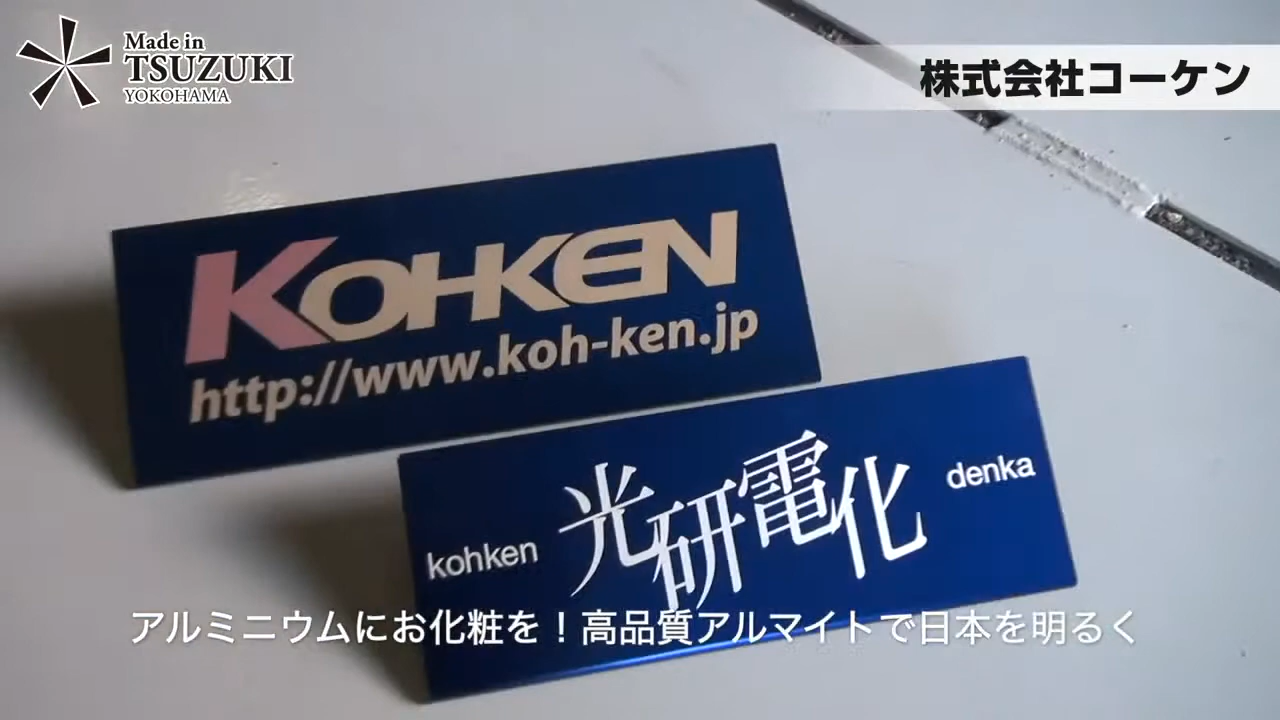 Made in
TSUZUKI
YOKOHAMA
株式会社コーケン
KOHKEN
http://www.koh-ken.jp
kohken 光研電化 denka
アルミニウムにお化粧を！高品質アルマイトで日本を明るく